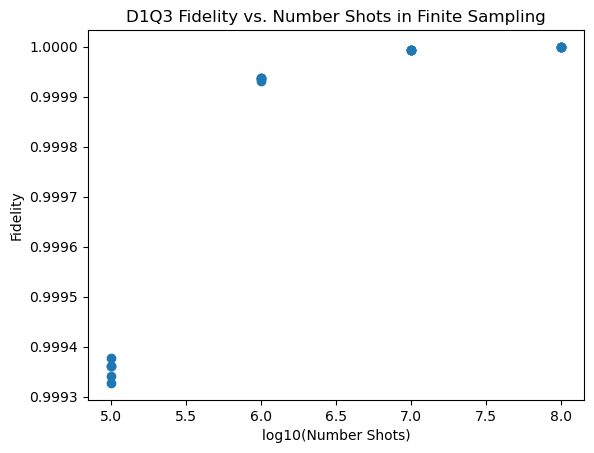 D1Q3 Fidelity vs. Number Shots in Finite Sampling
1.0000
0.9999
0.9998
0.9997
0.9996
0.9995
0.9994
0.9993
Fidelity
5.0 5.5 6.0 6.5 7.0 7.5 8.0
log10(Number Shots)